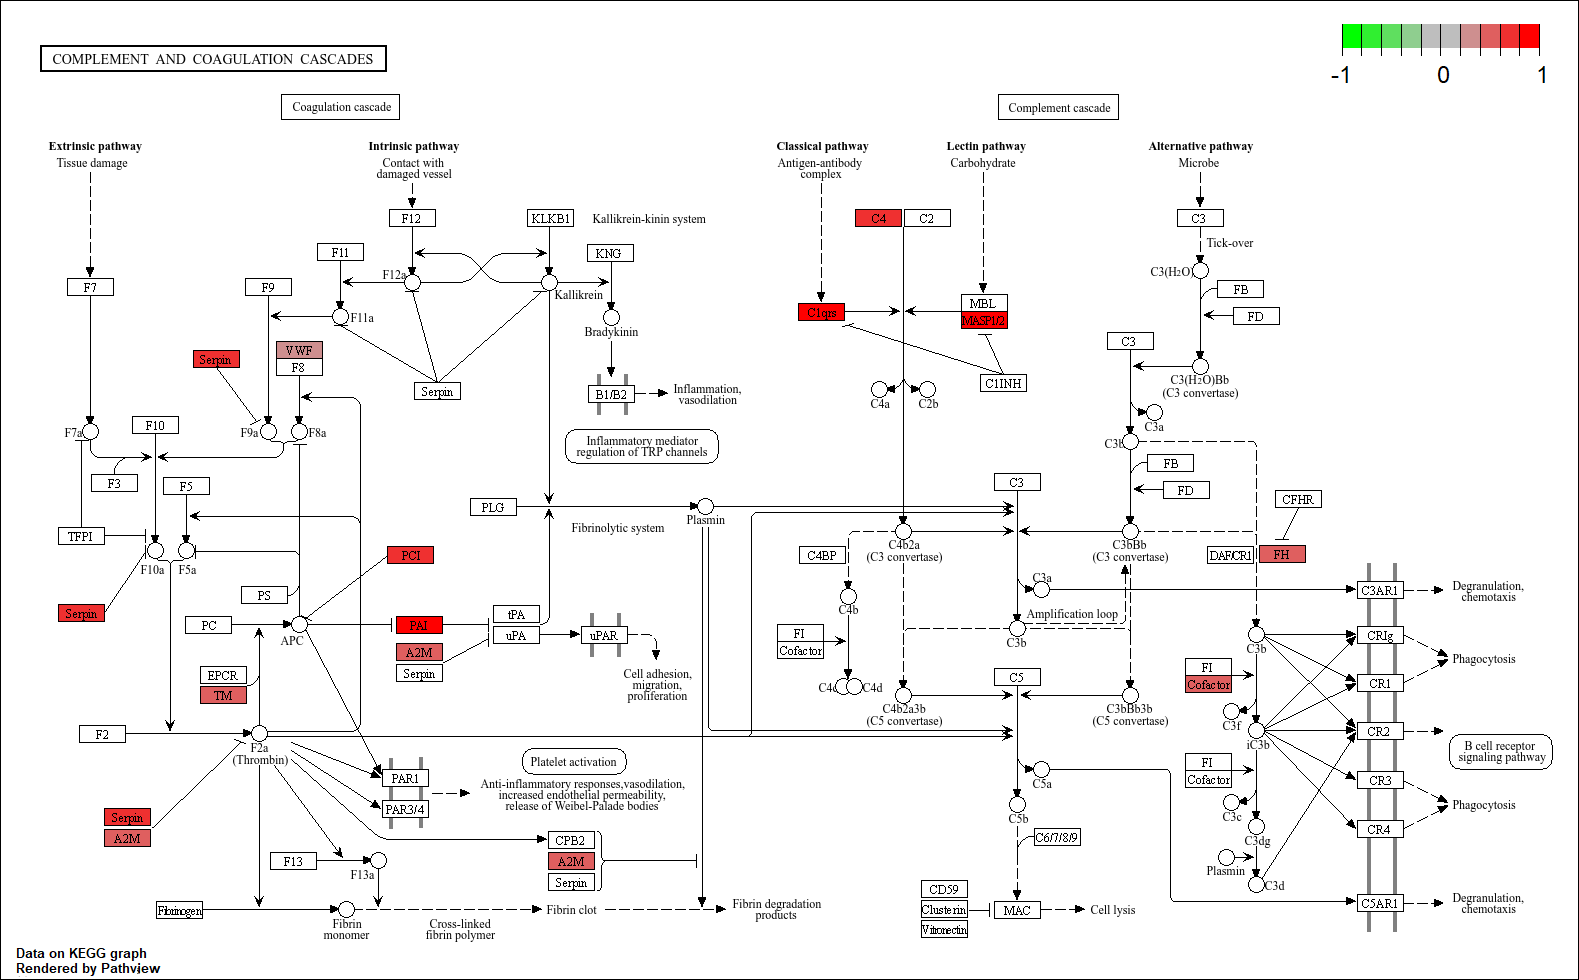 COMPLEMENT AND COAGULATION CASCADES
-1 0 1
Coagulation cascade
Complement cascade
Extrinsic pathway
Tissue damage
Intrinsic pathway
Contact with
damaged vessel
Classical pathway
Antigen-antibody
complex
Lectin pathway
Carbohydrate
Alternative pathway
Microbe
F12
KLKB1
Kallikrein-kinin system
C4
C2
C3
F11
KNG
Tick-over
F12a
Kallikrein
C3(H2O)
F7
F9
FB
MBL
C1qrs
MASP1/2
FD
F11a
Bradykinin
C3
VWF
Serpin
F8
C3(H2O)Bb
(C3 convertase)
Serpin
B1/B2
Inflammation,
vasodilation
C1INH
C4a
C2b
C3a
F7a
F10
F9a
F8a
Inflammatory mediator
regulation of TRP channels
C3b
FB
F3
F5
C3
FD
CFHR
PLG
Plasmin
Fibrinolytic system
TFPI
C4b2a
(C3 convertase)
C3bBb
(C3 convertase)
C4BP
DAF/CR1
FH
PCI
F10a
F5a
C3a
C3AR1
Degranulation,
chemotaxis
PS
C4b
Serpin
tPA
Amplification loop
PC
APC
PAI
uPA
uPAR
FI
Cofactor
C3b
C3b
CRIg
A2M
Serpin
Phagocytosis
EPCR
TM
Cell adhesion,
migration,
proliferation
C4c
C4d
C5
FI
Cofactor
CR1
C4b2a3b
(C5 convertase)
C3bBb3b
(C5 convertase)
C3f
F2
F2a
(Thrombin)
iC3b
CR2
B cell receptor
signaling pathway
Platelet activation
PAR1
Anti-inflammatory responses,vasodilation,
increased endothelial permeability,
release of Weibel-Palade bodies
PAR3/4
C5a
FI
Cofactor
CR3
Phagocytosis
C5b
C3c
Serpin
A2M
CR4
CPB2
C6/7/8/9
C3dg
F13
F13a
A2M
Serpin
Plasmin
C3d
CD59
Clusterin
Vitronectin
MAC
Cell lysis
C5AR1
Degranulation,
chemotaxis
Fibrinogen
Fibrin
monomer
Cross-linked
fibrin polymer
Fibrin clot
Fibrin degradation
products
Data on KEGG graph
Rendered by Pathview